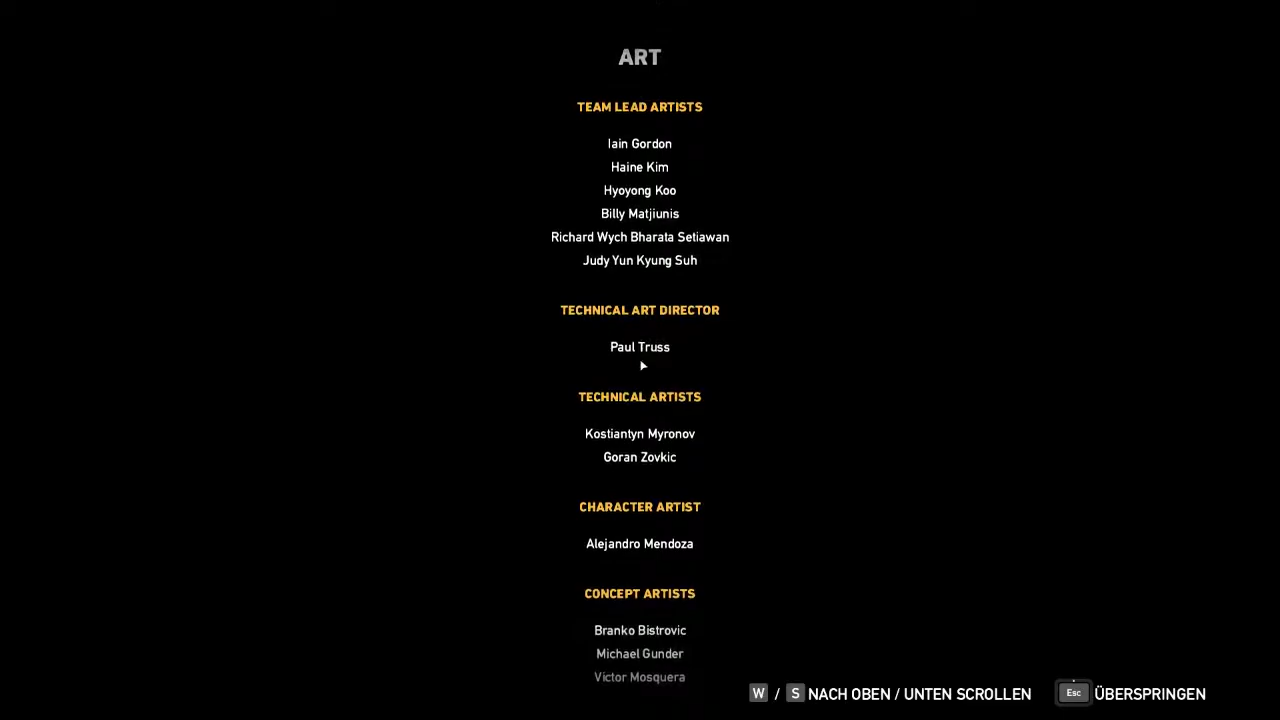 ART
TEAM LEAD ARTISTS
Iain Gordon
Haine Kim
Hyoyong Koo
Billy Matjiunis
Richard Wych Bharata Setiawan
Judy Yun Kyung Suh
TECHNICAL ART DIRECTOR
Paul Truss
TECHNICAL ARTISTS
Kostiantyn Myronov
Goran Zovkic
CHARACTER ARTIST
Alejandro Mendoza
CONCEPT ARTISTS
Branko Bistrovic
Michael Gunder
Victor Mosquera
W / S NACH OBEN / UNTEN SCROLLEN Esc ÜBERSPRINGEN